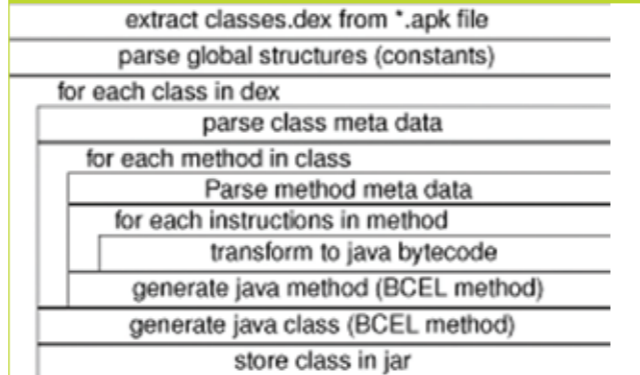 extract classes.dex from *.apk file
parse global structures (constants)
for each class in dex
parse class meta data
for each method in class
Parse method meta data
for each instructions in method
transform to java bytecode
generate java method (BCEL method)
generate java class (BCEL method)
store class in jar